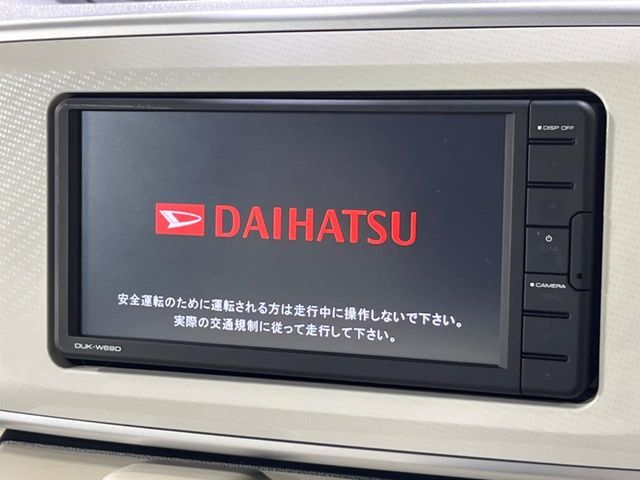 DISP OFF
DAIHATSU
CAMERA
安全運転のために運転される方は走行中に操作しないで下さい。
実際の交通規制に従って走行して下さい。
DUK-W69D